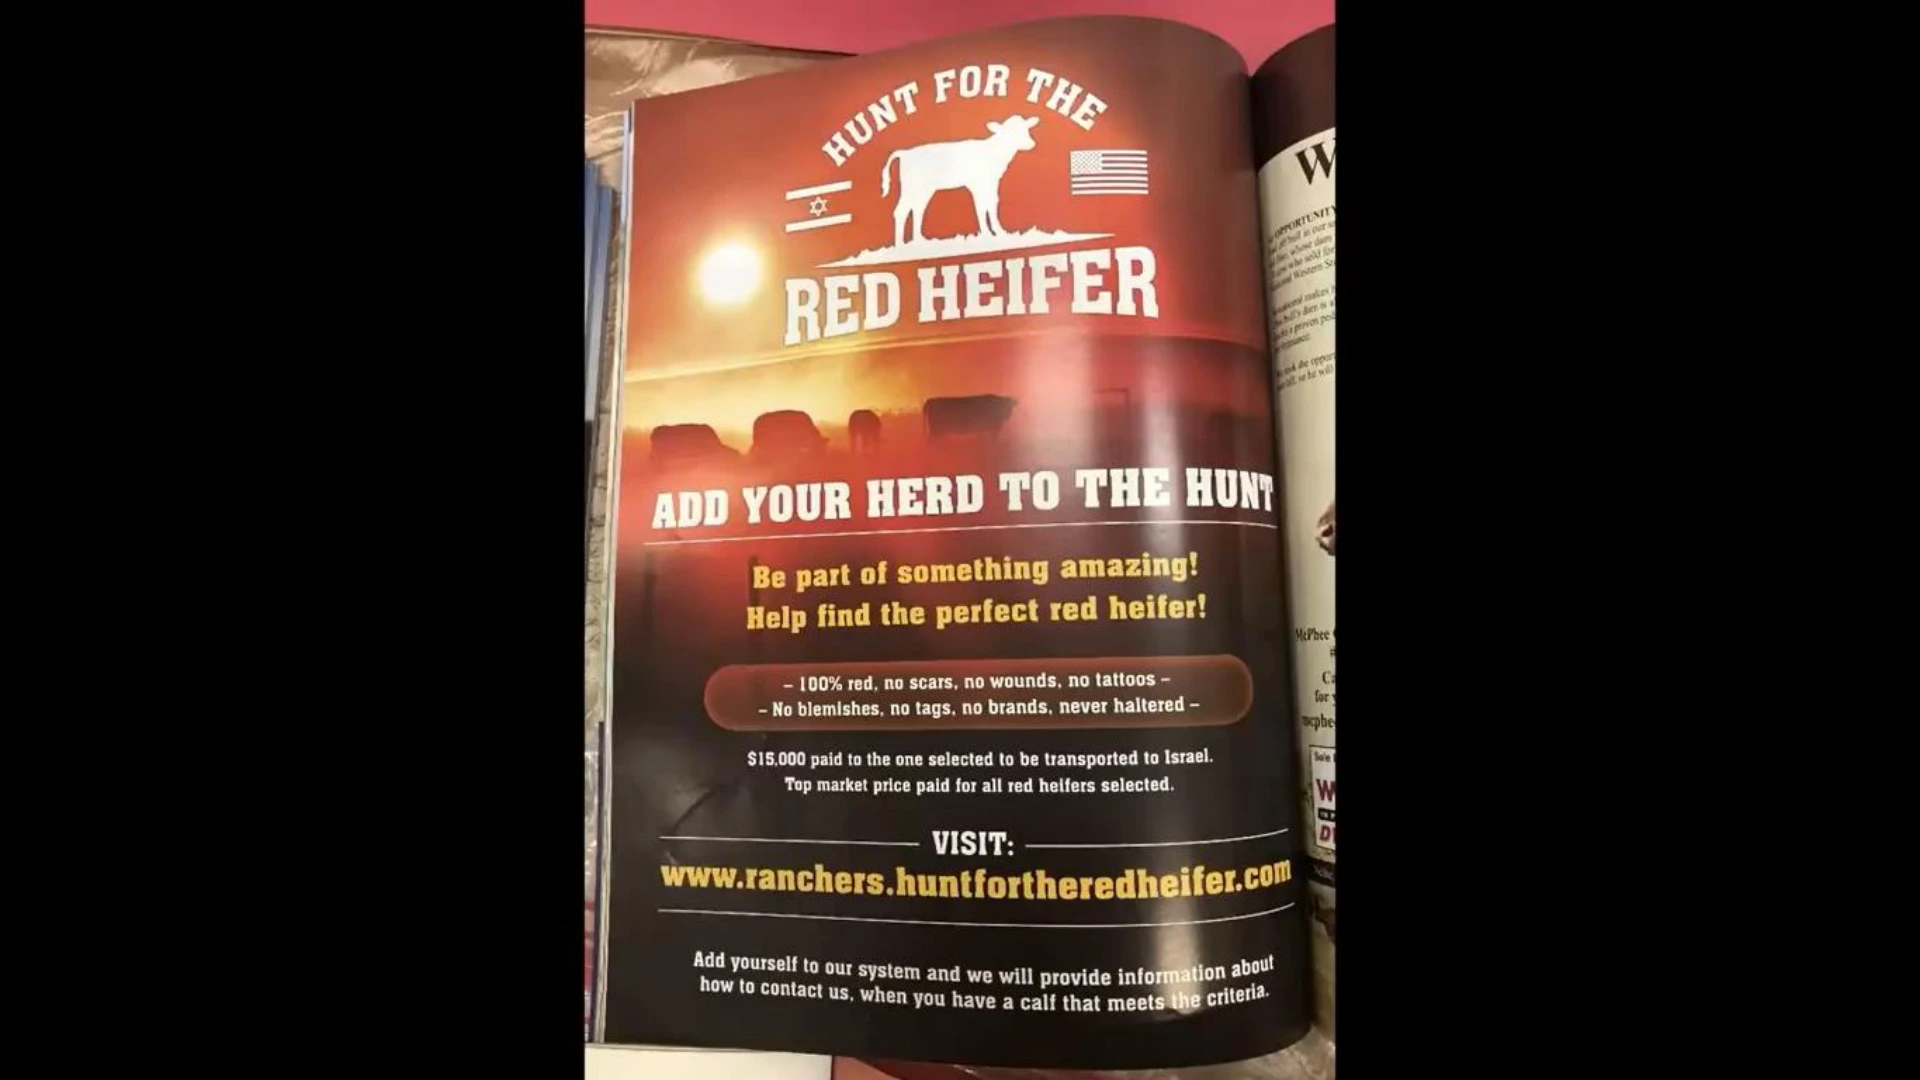 HUNT FOR THE
RED HEIFER
ADD YOUR HERD TO THE HUNT
Be part of something amazing!
Help find the perfect red heifer!
– 100% red, no scars, no wounds, no tattoos –
– No blemishes, no tags, no brands, never haltered –
$15,000 paid to the one selected to be transported to Israel.
Top market price paid for all red heifers selected.
VISIT:
www.ranchers.huntfortheredheifer.com
Add yourself to our system and we will provide information about
how to contact us, when you have a calf that meets the criteria.
W
OPPORTUNITY
McPhee
for